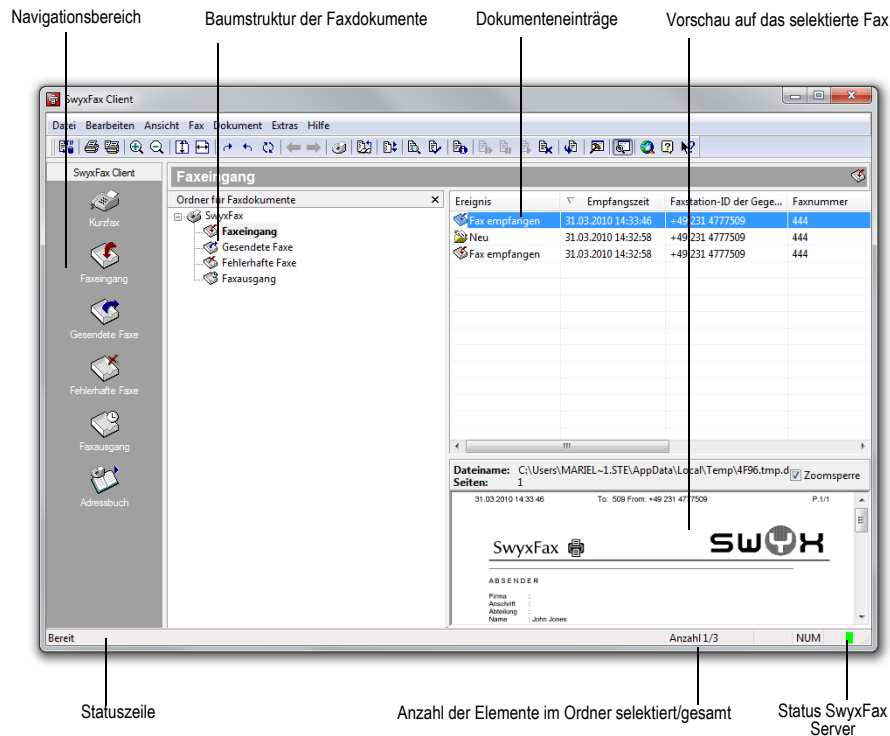 Navigationsbereich
Baumstruktur der Faxdokumente
Dokumenteneinträge
Vorschau auf das selektierte Fax
SwyxFax Client
Datei Bearbeiten Ansicht Fax Dokument Extras Hilfe
SwyxFax Client
Kurzfax
Faxeingang
Gesendete Faxe
Fehlerhafte Faxe
Faxausgang
Adressbuch
Faxeingang
Ordner für Faxdokumente
SwyxFax
Faxeingang
Gesendete Faxe
Fehlerhafte Faxe
Faxausgang
Ereignis Empfangszeit Faxstation-ID der Gege... Faxnummer
Fax empfangen 31.03.2010 14:33:46 +49 231 4777509 444
Neu 31.03.2010 14:32:58 +49 231 4777509 444
Fax empfangen 31.03.2010 14:32:58 +49 231 4777509 444
Dateiname: C:\Users\MARIEL~1.STE\AppData\Local\Temp\4F96.tmp.d
Zoomsperre
Seiten: 1
31.03.2010 14:33:46 To: 509 From: +49 231 4777509 P.1/1
SwyxFax
swyx
ABSENDER
Firma :
Anschrift :
Abteilung :
Name : John Jones
Bereit
Anzahl 1/3
NUM
Statuszeile
Anzahl der Elemente im Ordner selektiert/gesamt
Status SwyxFax
Server